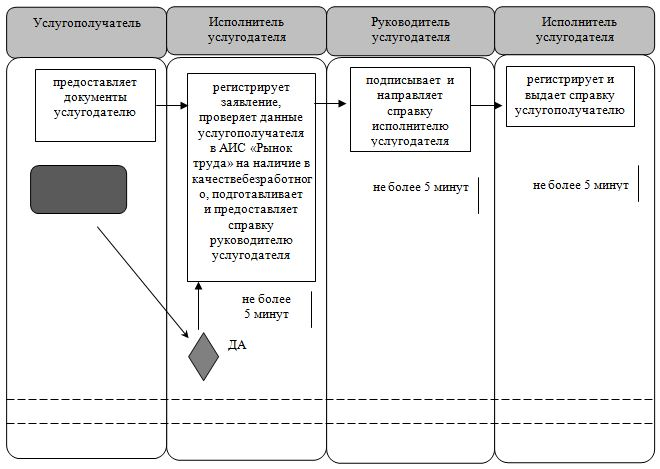 Услугополучатель
Исполнитель
услугодателя
Руководитель
услугодателя
Исполнитель
услугодателя
предоставляет
документы
услугодателю
регистрирует
заявление,
проверяет данные
услугополучателя
в АИС «Рынок
труда» на наличие в
качествебезработног
о, подготавливает
и предоставляет
справку
руководителю
услугодателя
подписывает и
направляет
справку
исполнителю
услугодателя
регистрирует и
выдает справку
услугополучателю
не более 5 минут
не более 5 минут
не более
5 минут
ДА